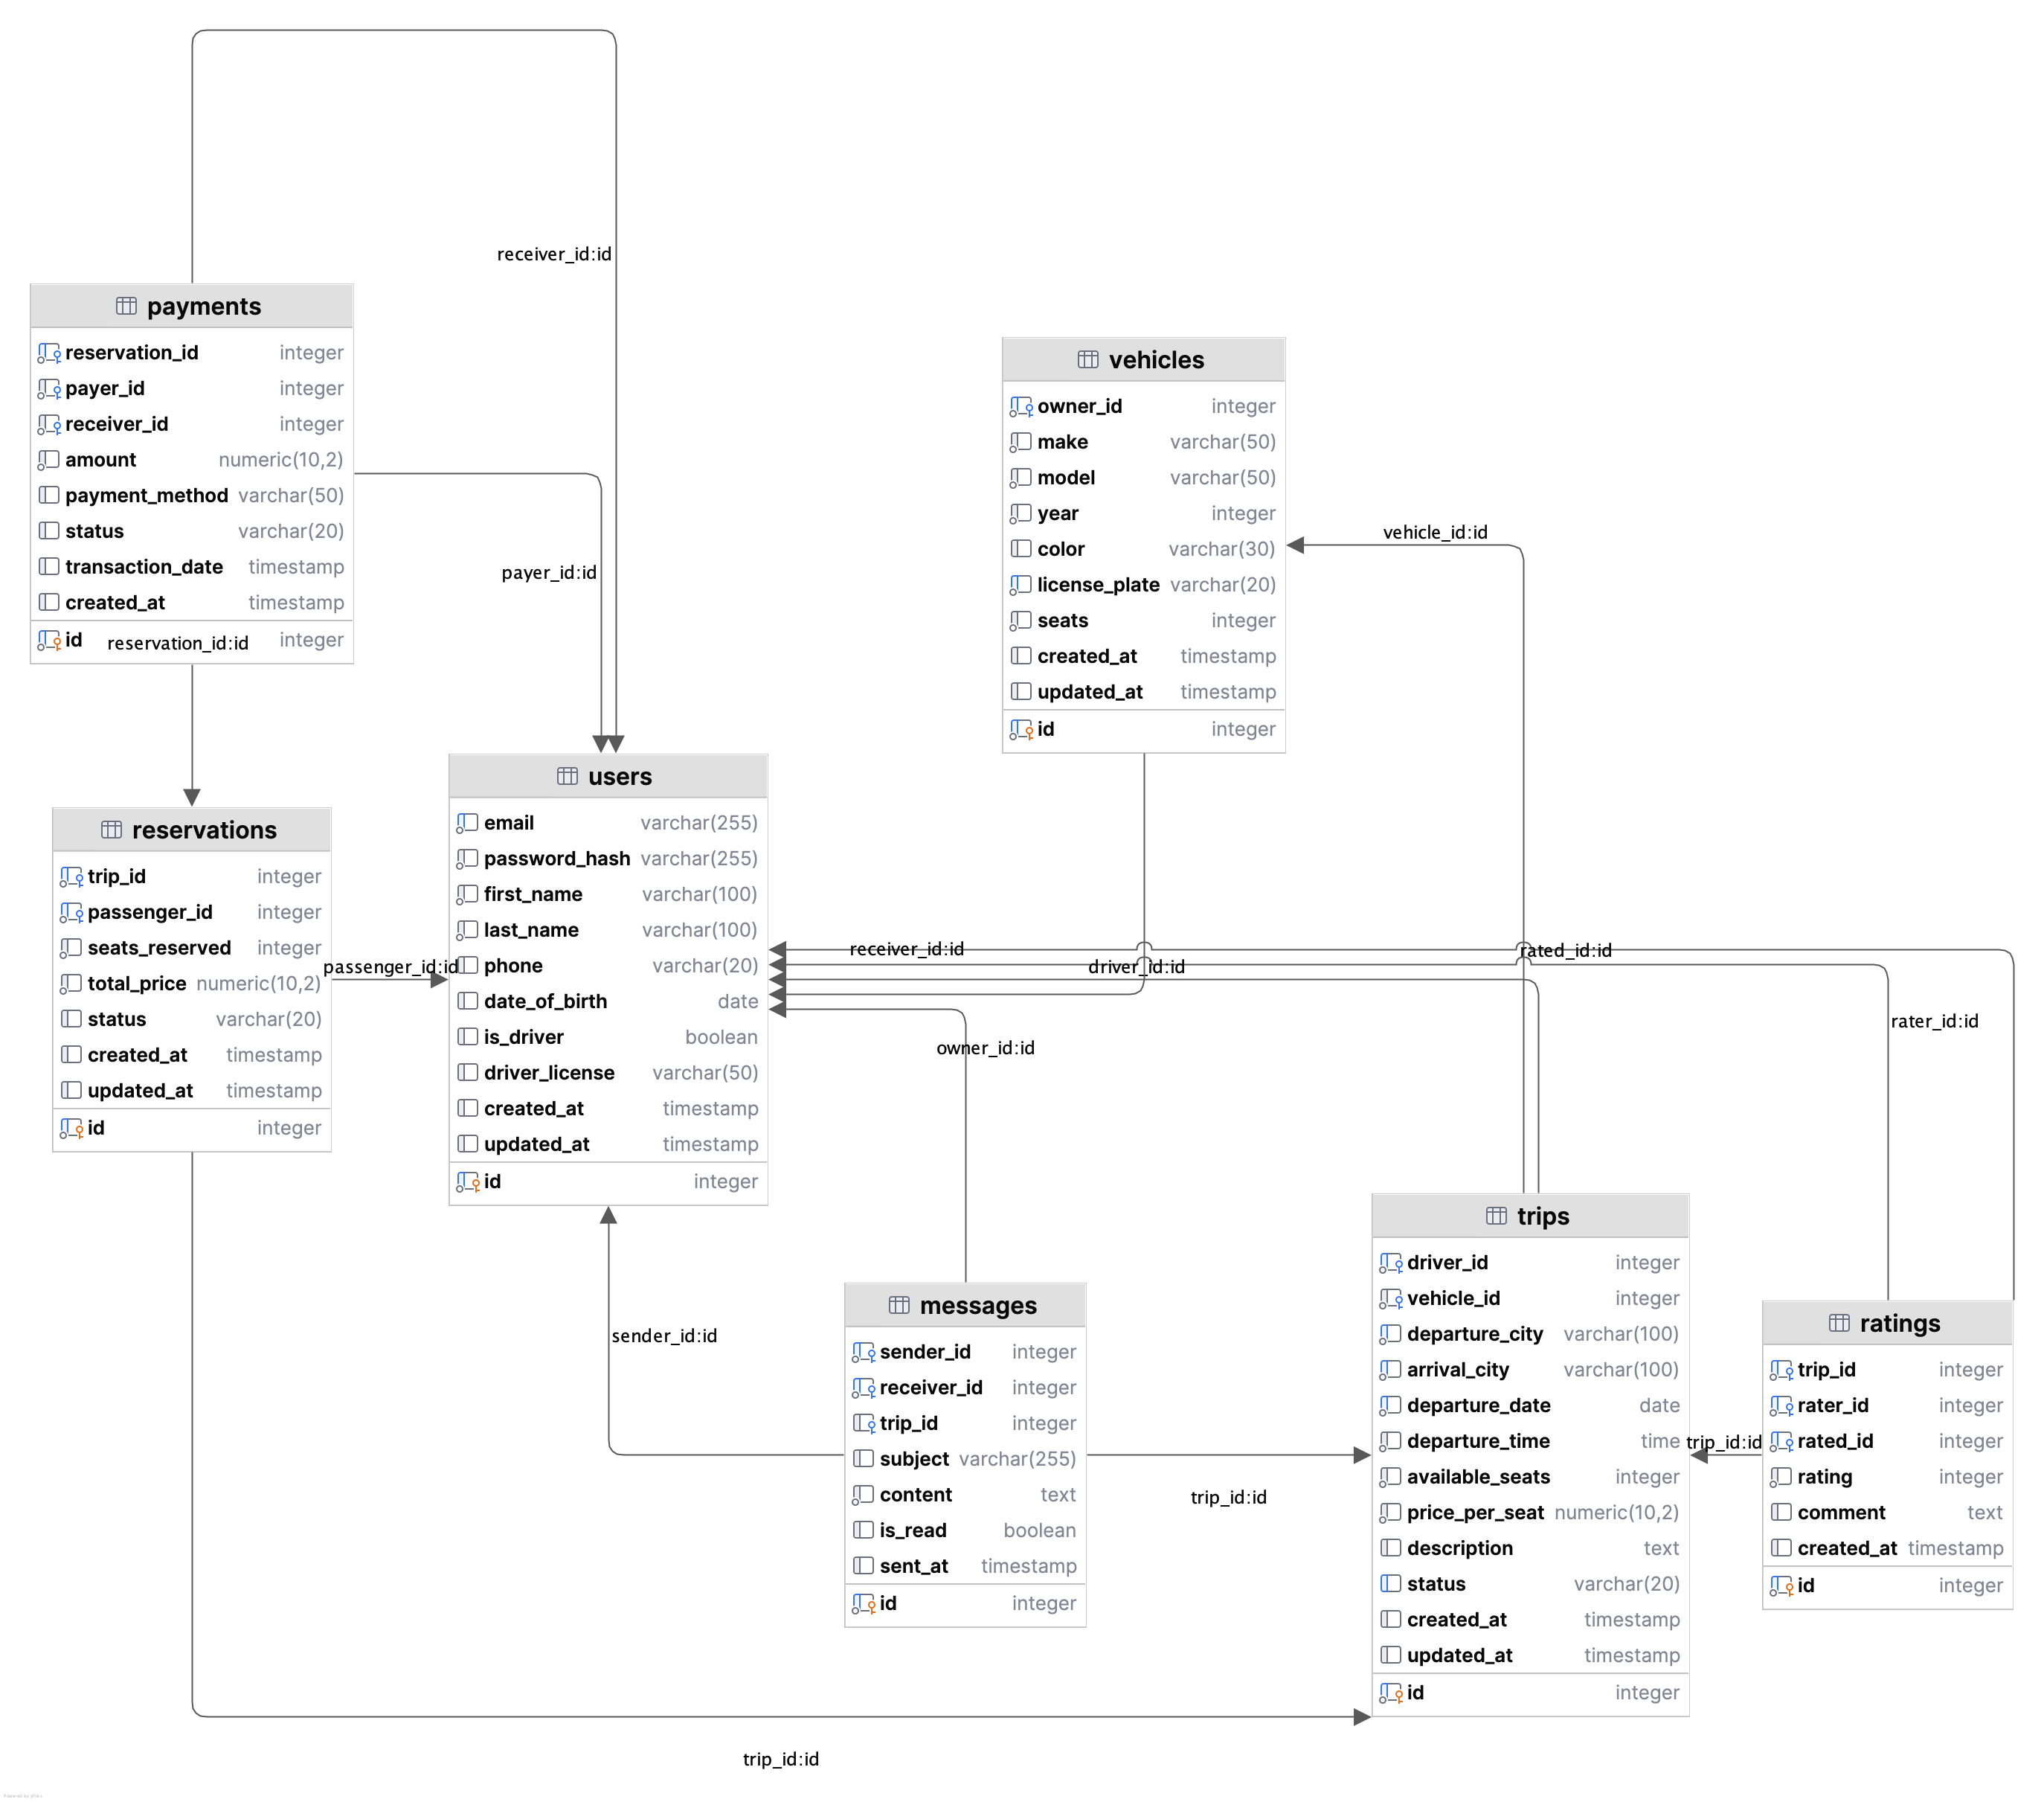 receiver_id:id
payments
reservation_id integer
payer_id integer
receiver_id integer
amount numeric(10,2)
payment_method varchar(50)
status varchar(20)
transaction_date timestamp
created_at timestamp
id integer
reservation_id:id
payer_id:id
vehicles
owner_id integer
make varchar(50)
model varchar(50)
year integer
color varchar(30)
license_plate varchar(20)
seats integer
created_at timestamp
updated_at timestamp
id integer
vehicle_id:id
reservations
trip_id integer
passenger_id integer
seats_reserved integer
total_price numeric(10,2)
status varchar(20)
created_at timestamp
updated_at timestamp
id integer
passenger_id:id
users
email varchar(255)
password_hash varchar(255)
first_name varchar(100)
last_name varchar(100)
phone varchar(20)
date_of_birth date
is_driver boolean
driver_license varchar(50)
created_at timestamp
updated_at timestamp
id integer
receiver_id:id
driver_id:id
rated_id:id
rater_id:id
owner_id:id
sender_id:id
messages
sender_id integer
receiver_id integer
trip_id integer
subject varchar(255)
content text
is_read boolean
sent_at timestamp
id integer
trip_id:id
trips
driver_id integer
vehicle_id integer
departure_city varchar(100)
arrival_city varchar(100)
departure_date date
departure_time time
available_seats integer
price_per_seat numeric(10,2)
description text
status varchar(20)
created_at timestamp
updated_at timestamp
id integer
trip_id:id
ratings
trip_id integer
rater_id integer
rated_id integer
rating integer
comment text
created_at timestamp
id integer
trip_id:id
Powered by yFiles